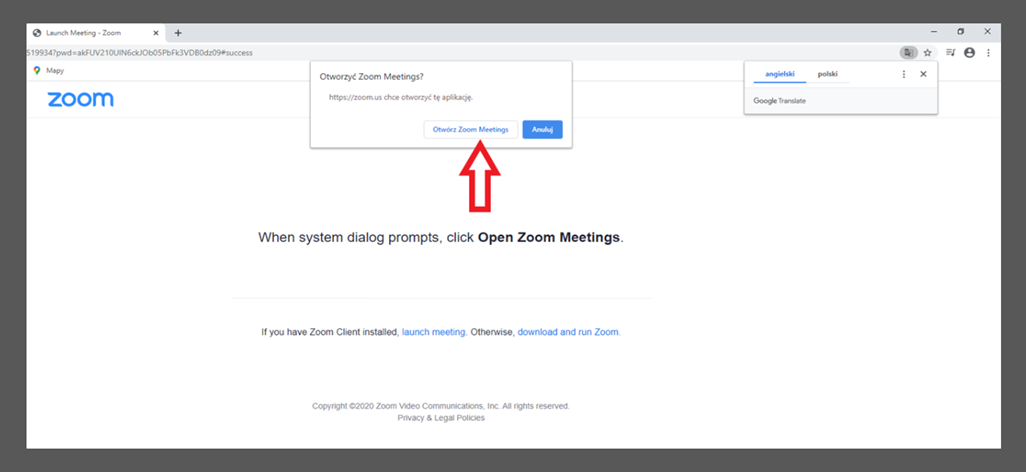 Launch Meeting - Zoom
519934?pwd=akFUV210UlN6ckJOb05PbFk3VDB0dz09#success
Mapy
zoom
Otworzyć Zoom Meetings?
https://zoom.us chce otworzyć tę aplikację.
Otwórz Zoom Meetings
Anuluj
angielski polski
Google Translate
When system dialog prompts, click Open Zoom Meetings.
If you have Zoom Client installed, launch meeting. Otherwise, download and run Zoom.
Copyright ©2020 Zoom Video Communications, Inc. All rights reserved.
Privacy & Legal Policies